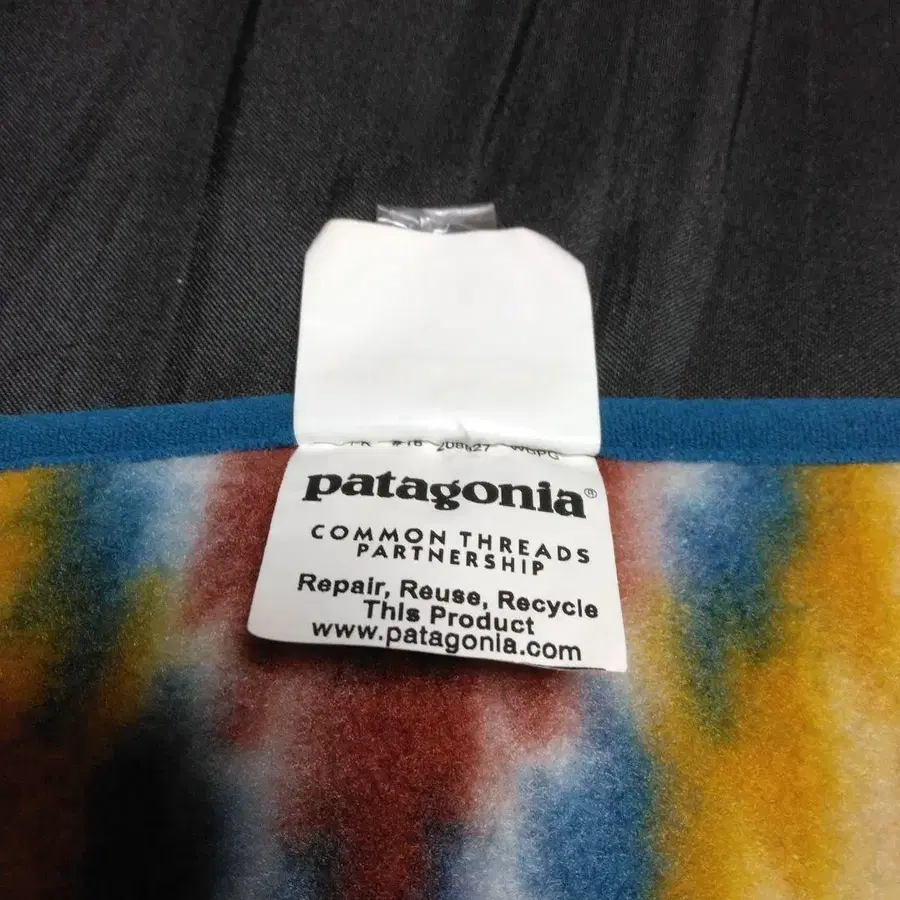 patagonia®
COMMON THREADS
PARTNERSHIP
Repair, Reuse, Recycle
This Product
www.patagonia.com